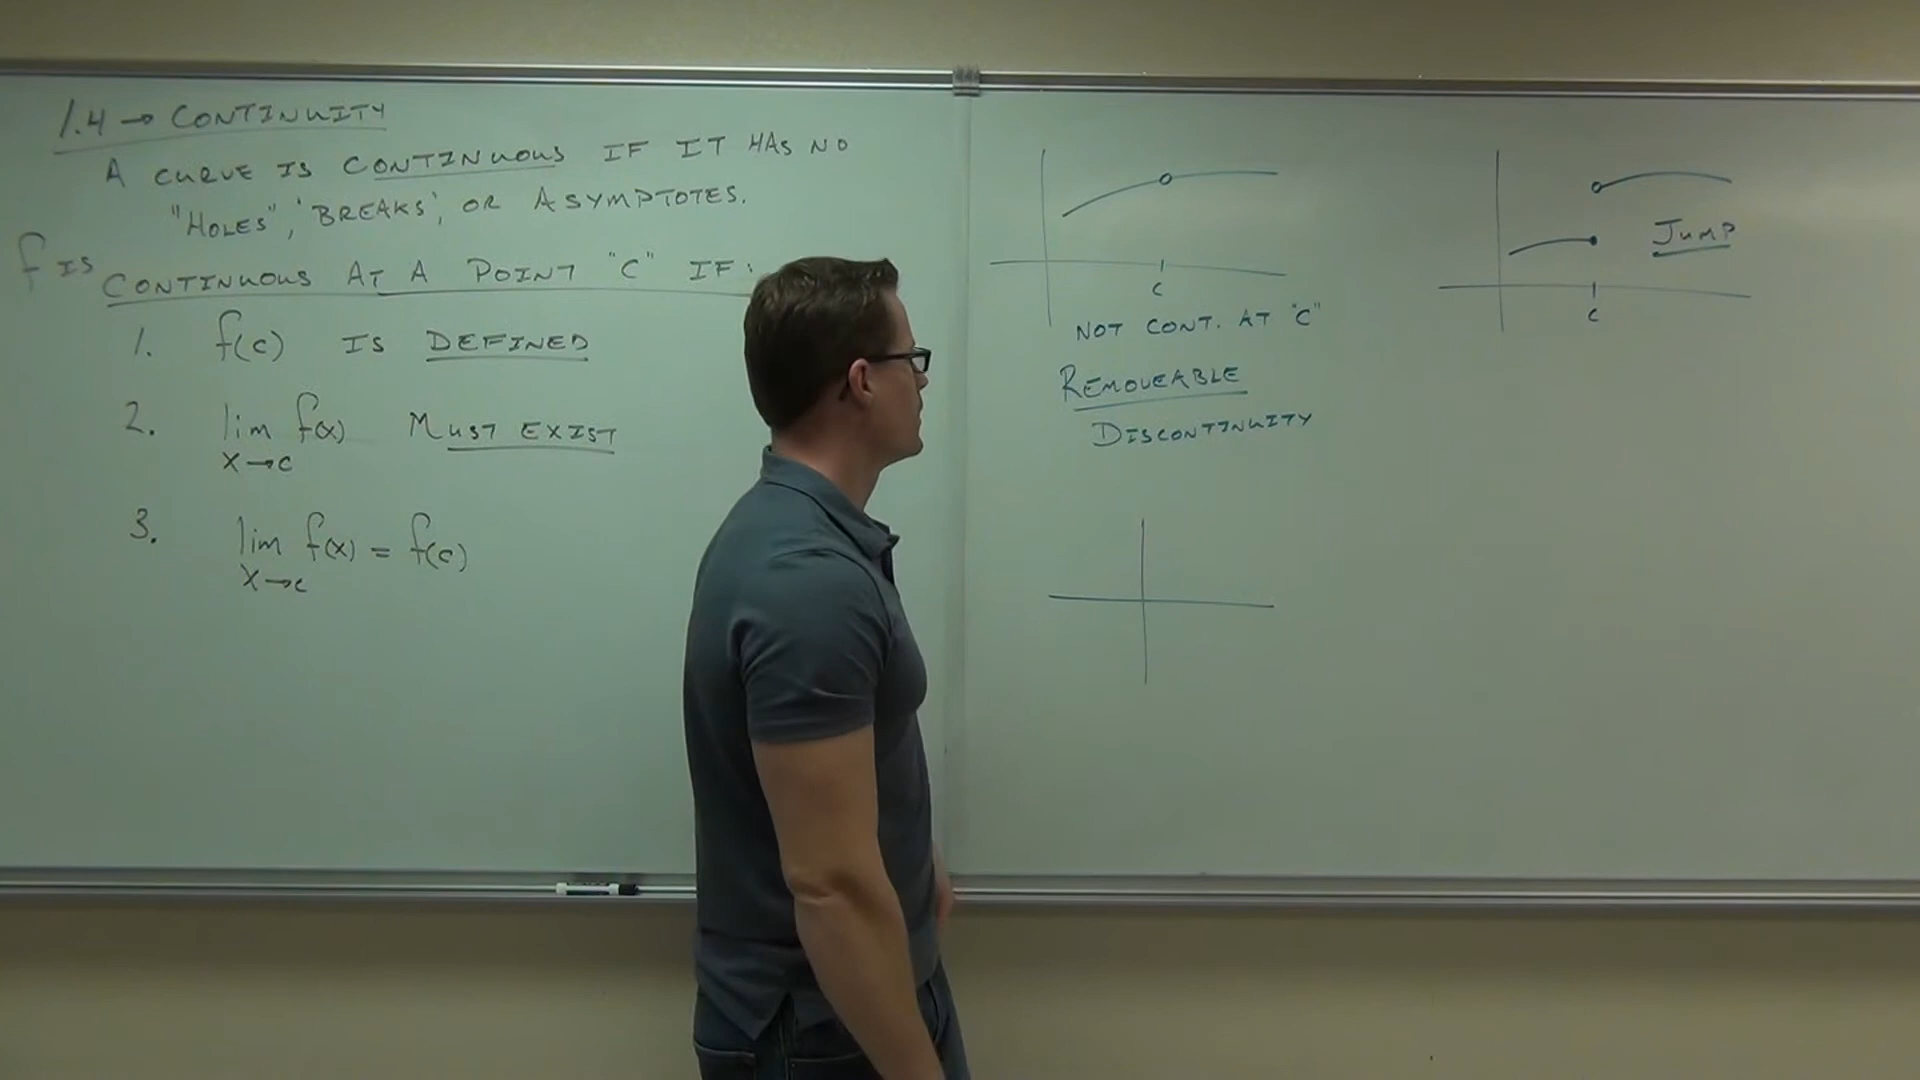 1.4 → CONTINUITY
A CURVE IS CONTINUOUS IF IT HAS NO
"HOLES", 'BREAKS', OR ASYMPTOTES.
f IS CONTINUOUS AT A POINT "C" IF:
1. f(c) IS DEFINED
2. lim f(x) MUST EXIST
x→c
3. lim f(x) = f(c)
x→c
c
NOT CONT. AT "C"
REMOVEABLE
DISCONTINUITY
JUMP
c